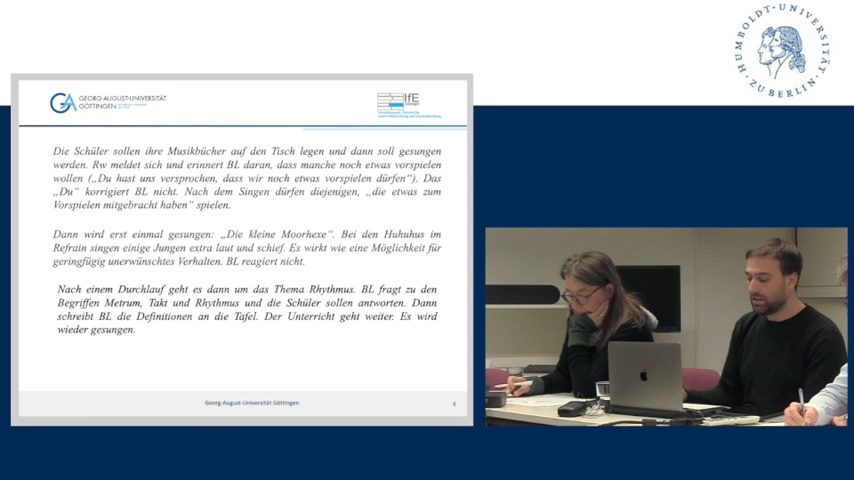 HUMBOLDT-UNIVERSITÄT
ZU BERLIN
GEORG-AUGUST-UNIVERSITÄT
GÖTTINGEN
IfE
Die Schüler sollen ihre Musikbücher auf den Tisch legen und dann soll gesungen
werden. Rw meldet sich und erinnert BL daran, dass manche noch etwas vorspielen
wollen („Du hast uns versprochen, dass wir noch etwas vorspielen dürfen“). Das
„Du“ korrigiert BL nicht. Nach dem Singen dürfen diejenigen, „die etwas zum
Vorspielen mitgebracht haben“ spielen.
Dann wird erst einmal gesungen: „Die kleine Moorhexe“. Bei den Huhuhus im
Refrain singen einige Jungen extra laut und schief. Es wirkt wie eine Möglichkeit für
geringfügig unerwünschtes Verhalten. BL reagiert nicht.
Nach einem Durchlauf geht es dann um das Thema Rhythmus. BL fragt zu den
Begriffen Metrum, Takt und Rhythmus und die Schüler sollen antworten. Dann
schreibt BL die Definitionen an die Tafel. Der Unterricht geht weiter. Es wird
wieder gesungen.
Georg-August-Universität Göttingen